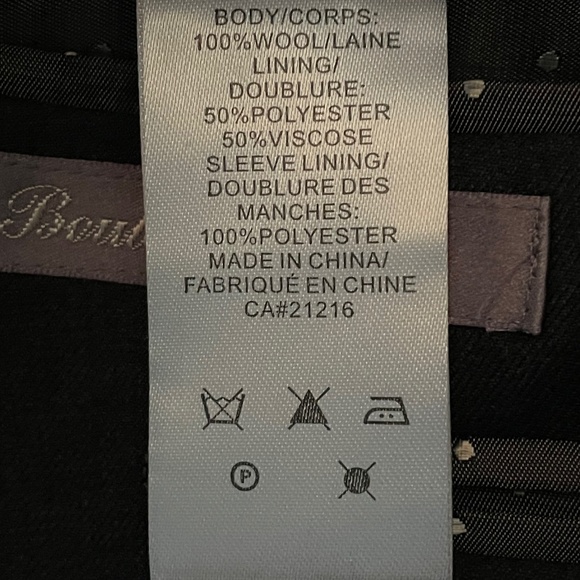 BODY/CORPS:
100%WOOL/LAINE
LINING/
DOUBLURE:
50%POLYESTER
50%VISCOSE
SLEEVE LINING/
DOUBLURE DES
MANCHES:
100%POLYESTER
MADE IN CHINA/
FABRIQUÉ EN CHINE
CA#21216
P